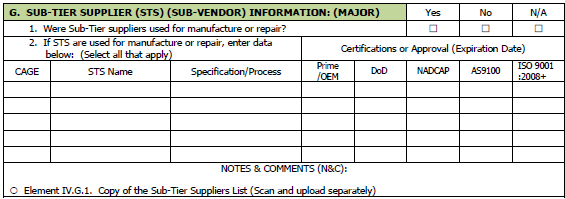 G. SUB-TIER SUPPLIER (STS) (SUB-VENDOR) INFORMATION: (MAJOR) Yes No N/A
1. Were Sub-Tier suppliers used for manufacture or repair? ☐ ☐ ☐
2. If STS are used for manufacture or repair, enter data
below: (Select all that apply)
Certifications or Approval (Expiration Date)
CAGE STS Name Specification/Process Prime
/OEM DoD NADCAP AS9100 ISO 9001
:2008+
NOTES & COMMENTS (N&C):
○ Element IV.G.1. Copy of the Sub-Tier Suppliers List (Scan and upload separately)